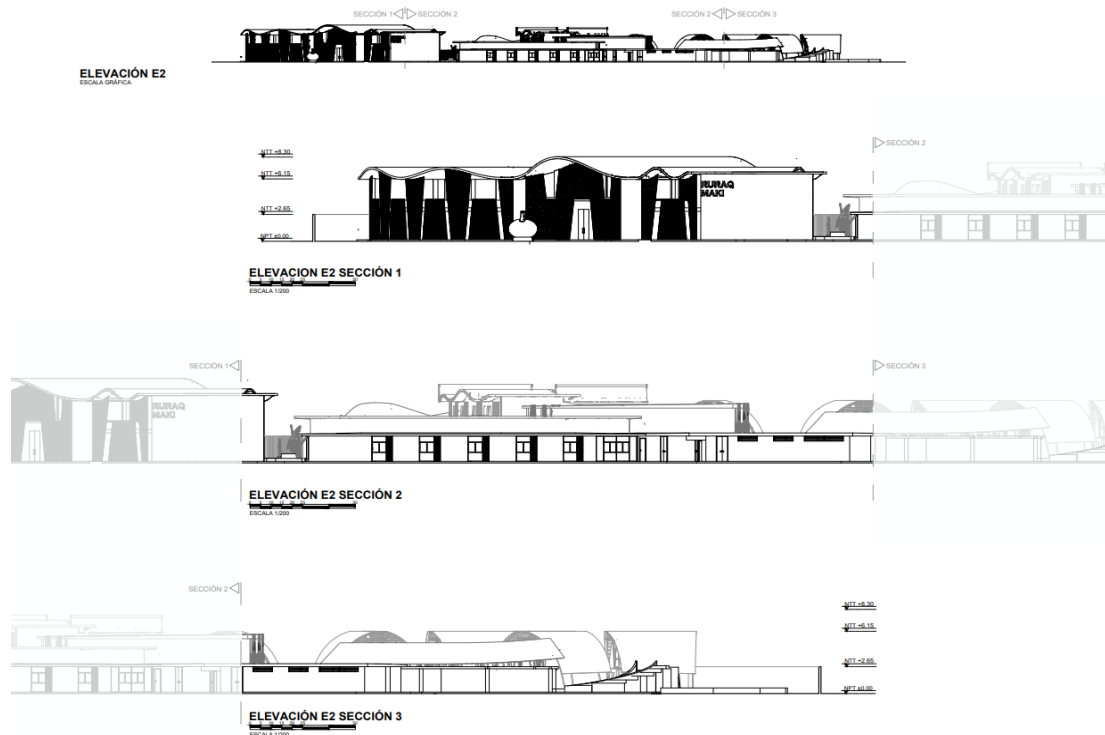 SECCIÓN 1 SECCIÓN 2
SECCIÓN 2 SECCIÓN 3
ELEVACIÓN E2
ESCALA GRÁFICA
SECCIÓN 2
NTT +8.30
NTT +6.15
NTT +2.65
NPT ±0.00
RURAQ
MAKI
ELEVACION E2 SECCIÓN 1
ESCALA 1/200
SECCIÓN 1
SECCIÓN 3
RURAQ
MAKI
ELEVACIÓN E2 SECCIÓN 2
ESCALA 1/200
SECCIÓN 2
NTT +8.30
NTT +6.15
NTT +2.65
NPT ±0.00
ELEVACIÓN E2 SECCIÓN 3
ESCALA 1/200